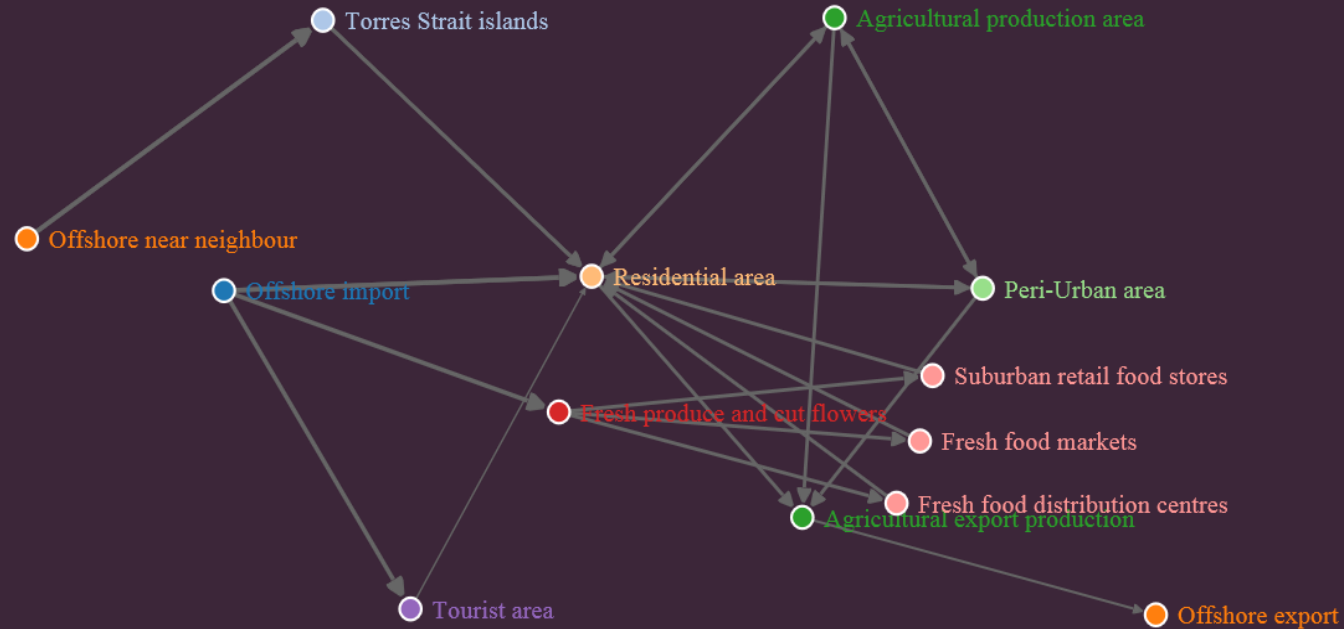 Torres Strait islands
Agricultural production area
Offshore near neighbour
Offshore import
Residential area
Peri-Urban area
Suburban retail food stores
Fresh produce and cut flowers
Fresh food markets
Fresh food distribution centres
Agricultural export production
Tourist area
Offshore export